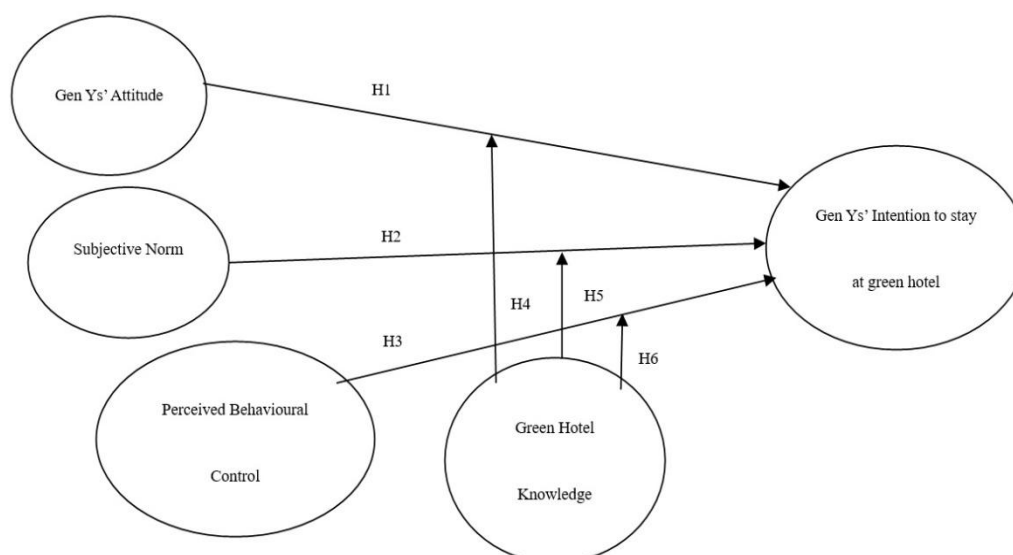 Gen Ys' Attitude
H1
Subjective Norm
H2
Gen Ys' Intention to stay
at green hotel
H4
H5
H3
H6
Perceived Behavioural
Control
Green Hotel
Knowledge